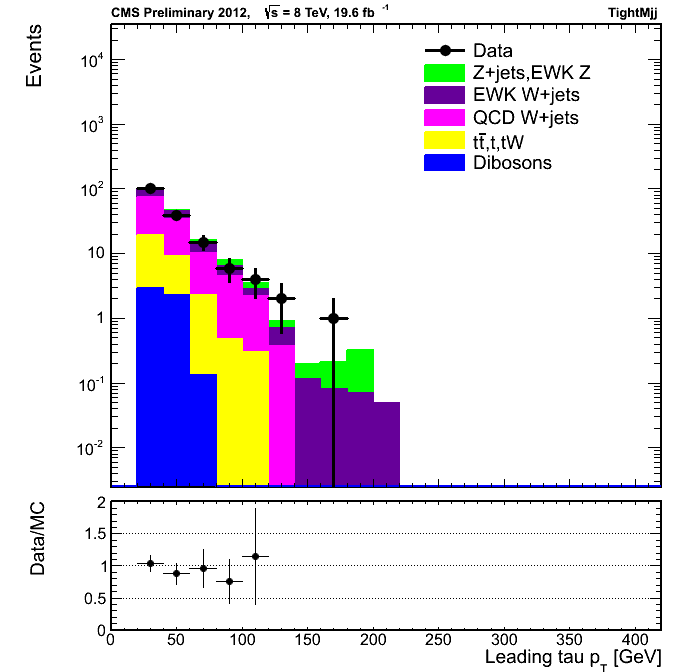 CMS Preliminary 2012, √s = 8 TeV, 19.6 fb⁻¹ TightMjj
Events
Data
Z+jets,EWK Z
EWK W+jets
QCD W+jets
tt̄,t,tW
Dibosons
10⁴
10³
10²
10
1
10⁻¹
10⁻²
Data/MC
2
1.5
1
0.5
0
0 50 100 150 200 250 300 350 400
Leading tau p_T [GeV]